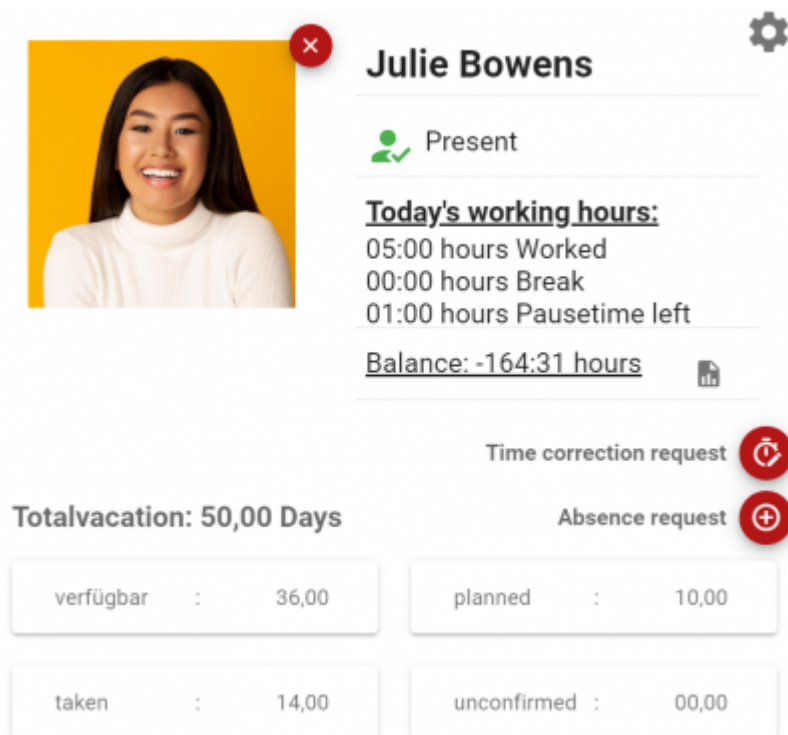 Julie Bowens
Present
Today's working hours:
05:00 hours Worked
00:00 hours Break
01:00 hours Pausetime left
Balance: -164:31 hours
Time correction request
Totalvacation: 50,00 Days
Absence request
verfügbar : 36,00
planned : 10,00
taken : 14,00
unconfirmed : 00,00